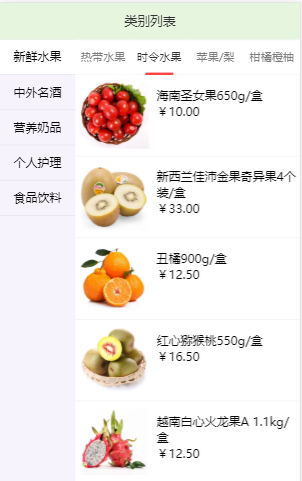 类别列表
新鲜水果
中外名酒
营养奶品
个人护理
食品饮料
热带水果 时令水果 苹果/梨 柑橘橙柚
海南圣女果650g/盒
￥10.00
新西兰佳沛金果奇异果4个
装/盒
￥33.00
丑橘900g/盒
￥12.50
红心猕猴桃550g/盒
￥16.50
越南白心火龙果A 1.1kg/
盒
￥12.50